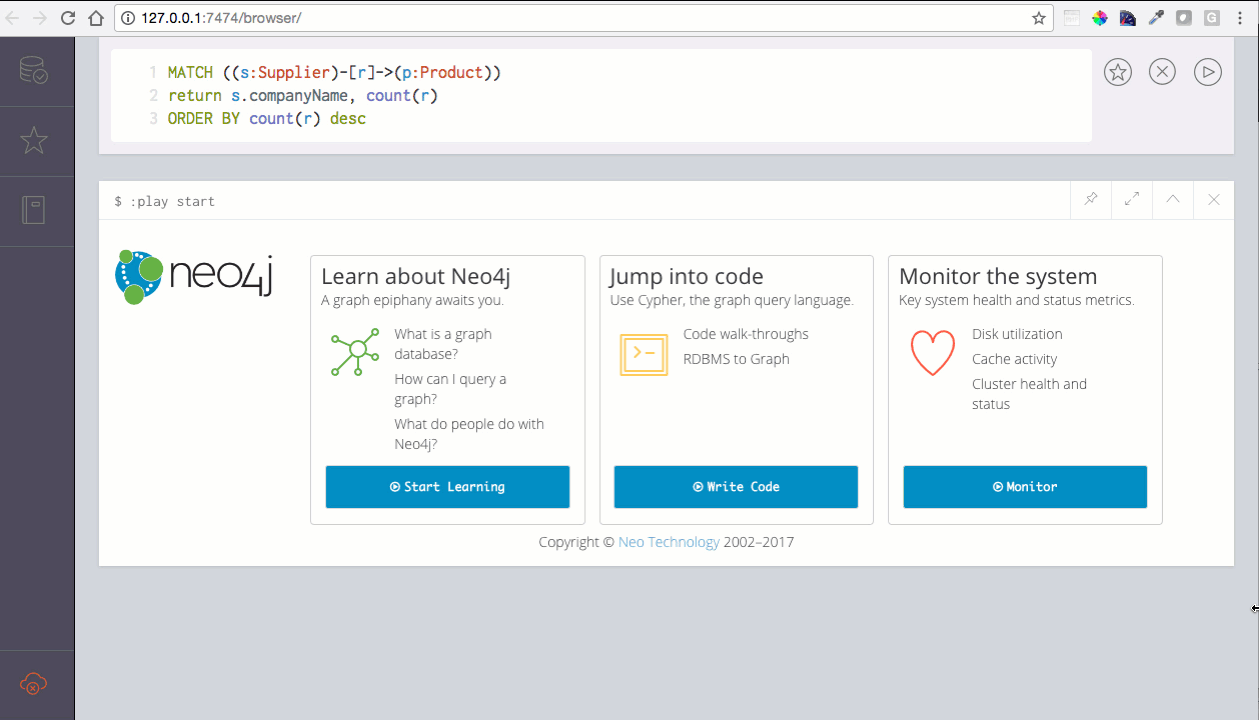 127.0.0.1:7474/browser/
1 MATCH ((s:Supplier)-[r]->(p:Product))
2 return s.companyName, count(r)
3 ORDER BY count(r) desc
$ :play start
neo4j
Learn about Neo4j
A graph epiphany awaits you.
What is a graph
database?
How can I query a
graph?
What do people do with
Neo4j?
Start Learning
Jump into code
Use Cypher, the graph query language.
Code walk-throughs
RDBMS to Graph
Write Code
Monitor the system
Key system health and status metrics.
Disk utilization
Cache activity
Cluster health and
status
Monitor
Copyright © Neo Technology 2002–2017